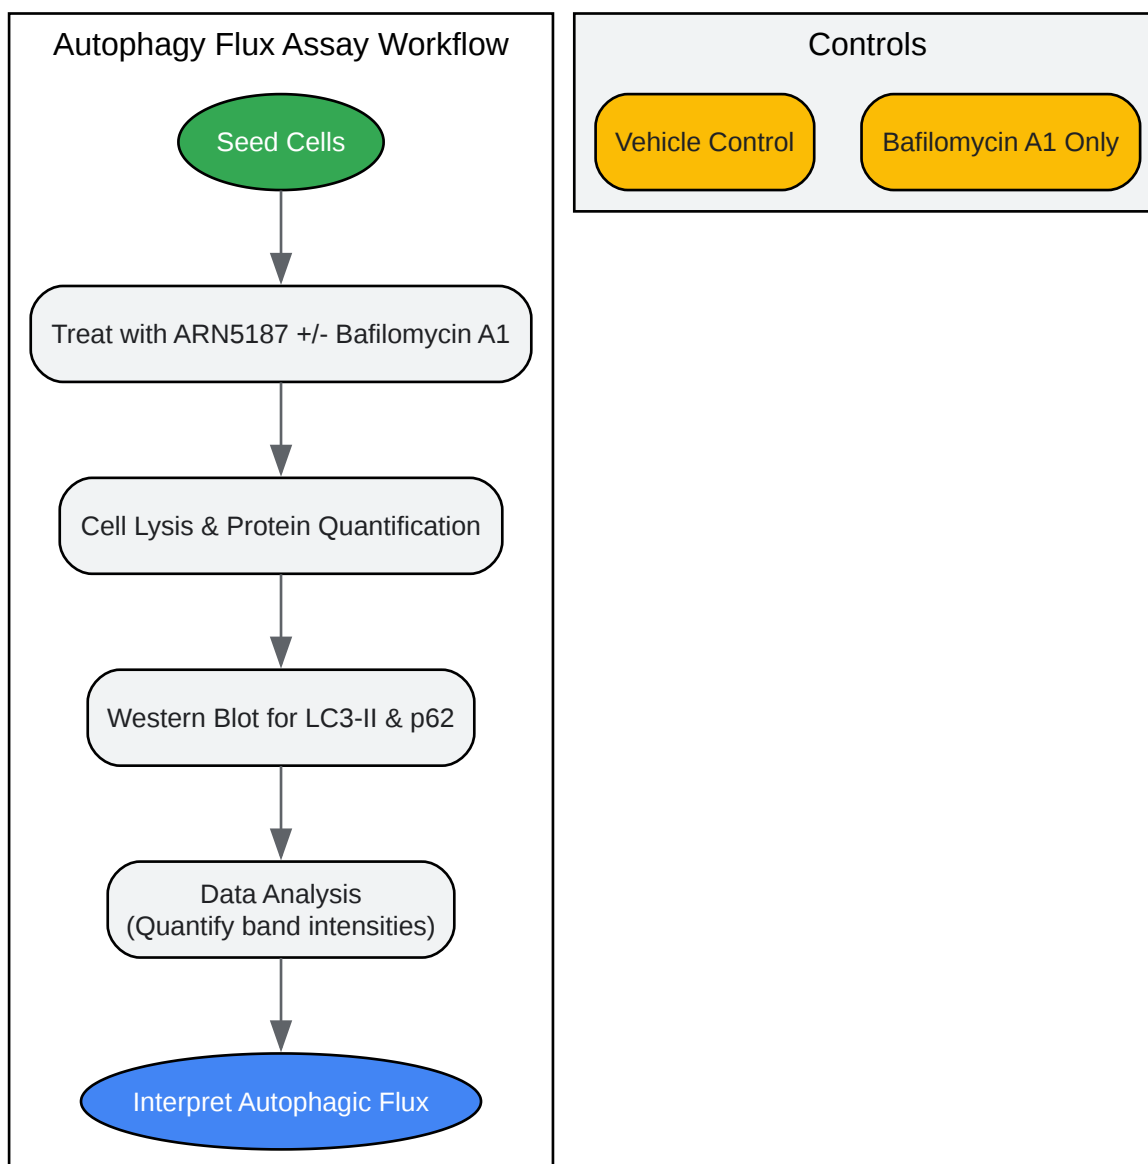 Autophagy Flux Assay Workflow
Seed Cells
Treat with ARN5187 +/- Bafilomycin A1
Cell Lysis & Protein Quantification
Western Blot for LC3-II & p62
Data Analysis
(Quantify band intensities)
Interpret Autophagic Flux
Controls
Vehicle Control
Bafilomycin A1 Only